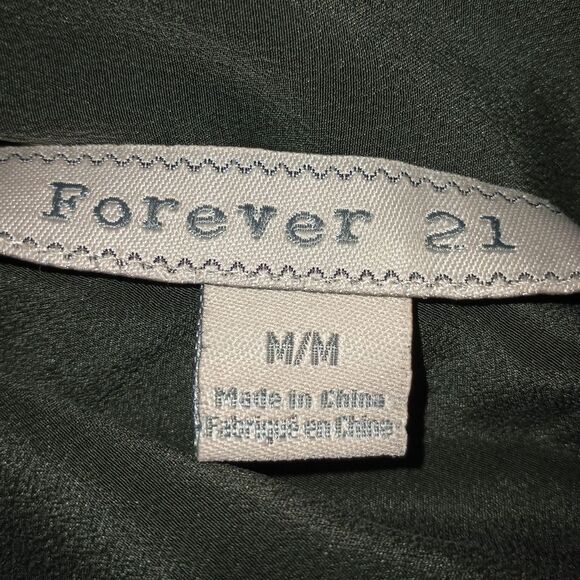 Forever 21
M/M
Made in China
Fabriqué en Chine